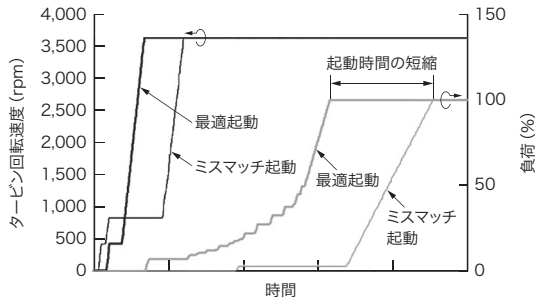 4,000
3,500
3,000
2,500
2,000
1,500
1,000
500
0
タービン回転速度(rpm)
150
100
50
0
負荷(%)
起動時間の短縮
最適起動
ミスマッチ起動
最適起動
ミスマッチ
起動
時間